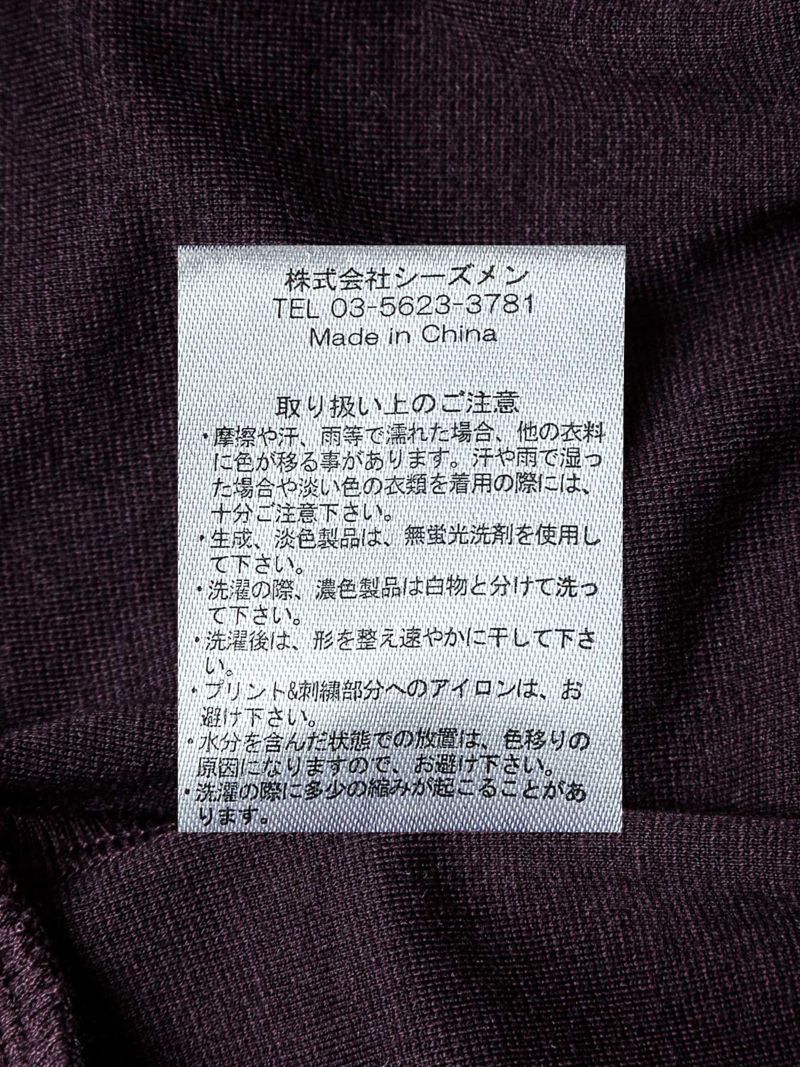 株式会社シーズメン
TEL 03-5623-3781
Made in China
取り扱い上のご注意
・摩擦や汗、雨等で濡れた場合、他の衣料
に色が移る事があります。汗や雨で湿っ
た場合や淡い色の衣類を着用の際には、
十分ご注意下さい。
・生成、淡色製品は、無蛍光洗剤を使用し
て下さい。
・洗濯の際、濃色製品は白物と分けて洗っ
て下さい。
・洗濯後は、形を整え速やかに干して下さ
い。
・プリント&刺繍部分へのアイロンは、お
避け下さい。
・水分を含んだ状態での放置は、色移りの
原因になりますので、お避け下さい。
・洗濯の際に多少の縮みが起こることがあ
ります。